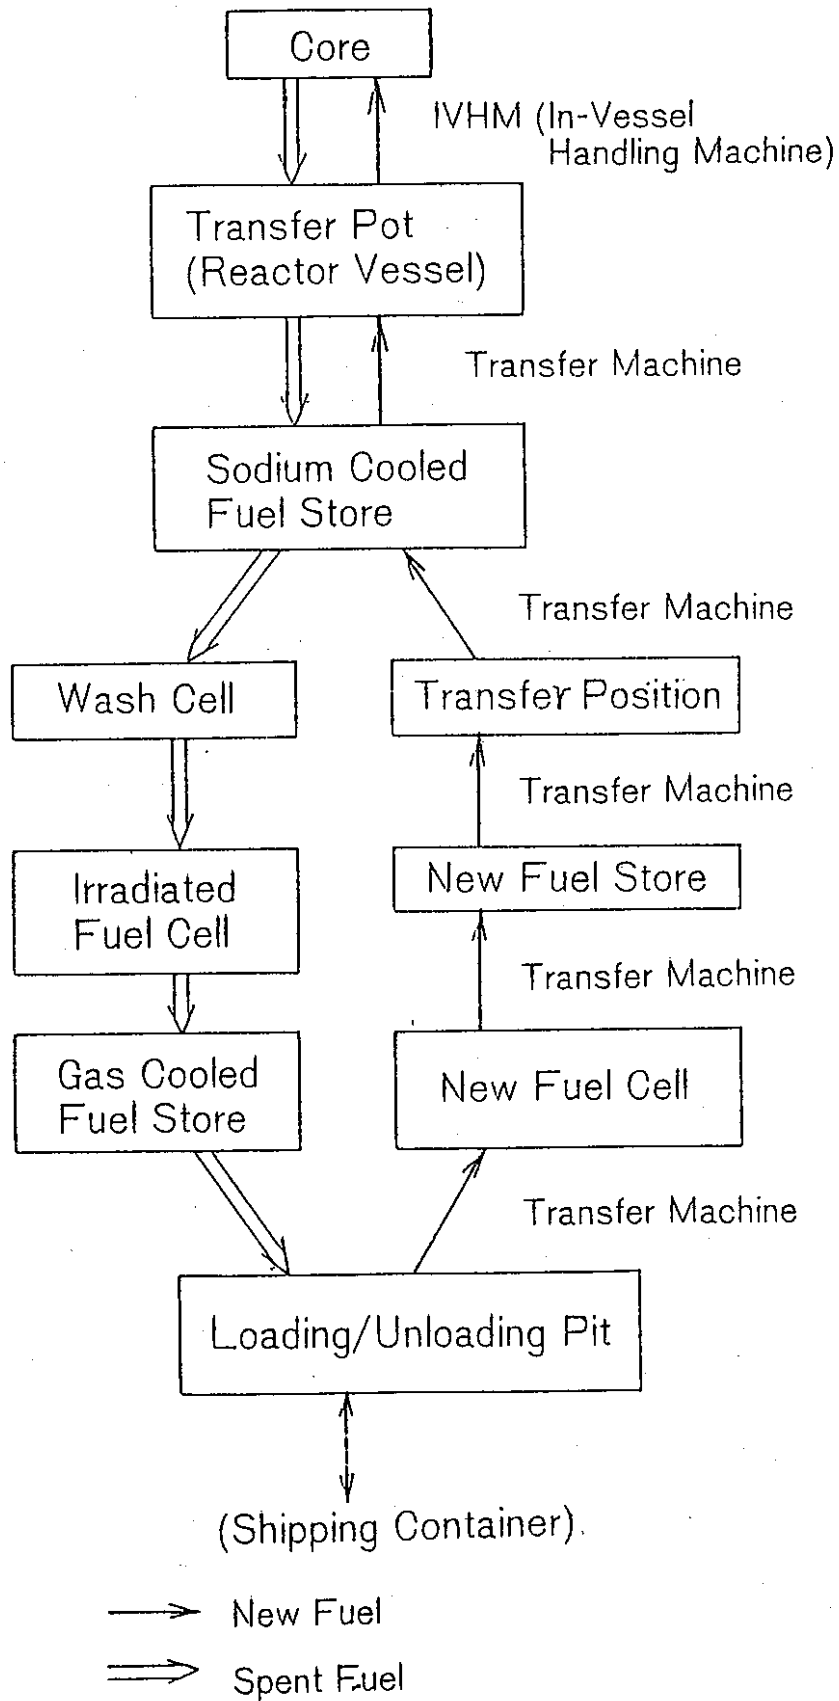 Core
IVHM (In-Vessel
Handling Machine)
Transfer Pot
(Reactor Vessel)
Transfer Machine
Sodium Cooled
Fuel Store
Transfer Machine
Wash Cell
Transfer Position
Transfer Machine
Irradiated
Fuel Cell
New Fuel Store
Transfer Machine
Gas Cooled
Fuel Store
New Fuel Cell
Transfer Machine
Loading/Unloading Pit
(Shipping Container).
New Fuel
Spent Fuel